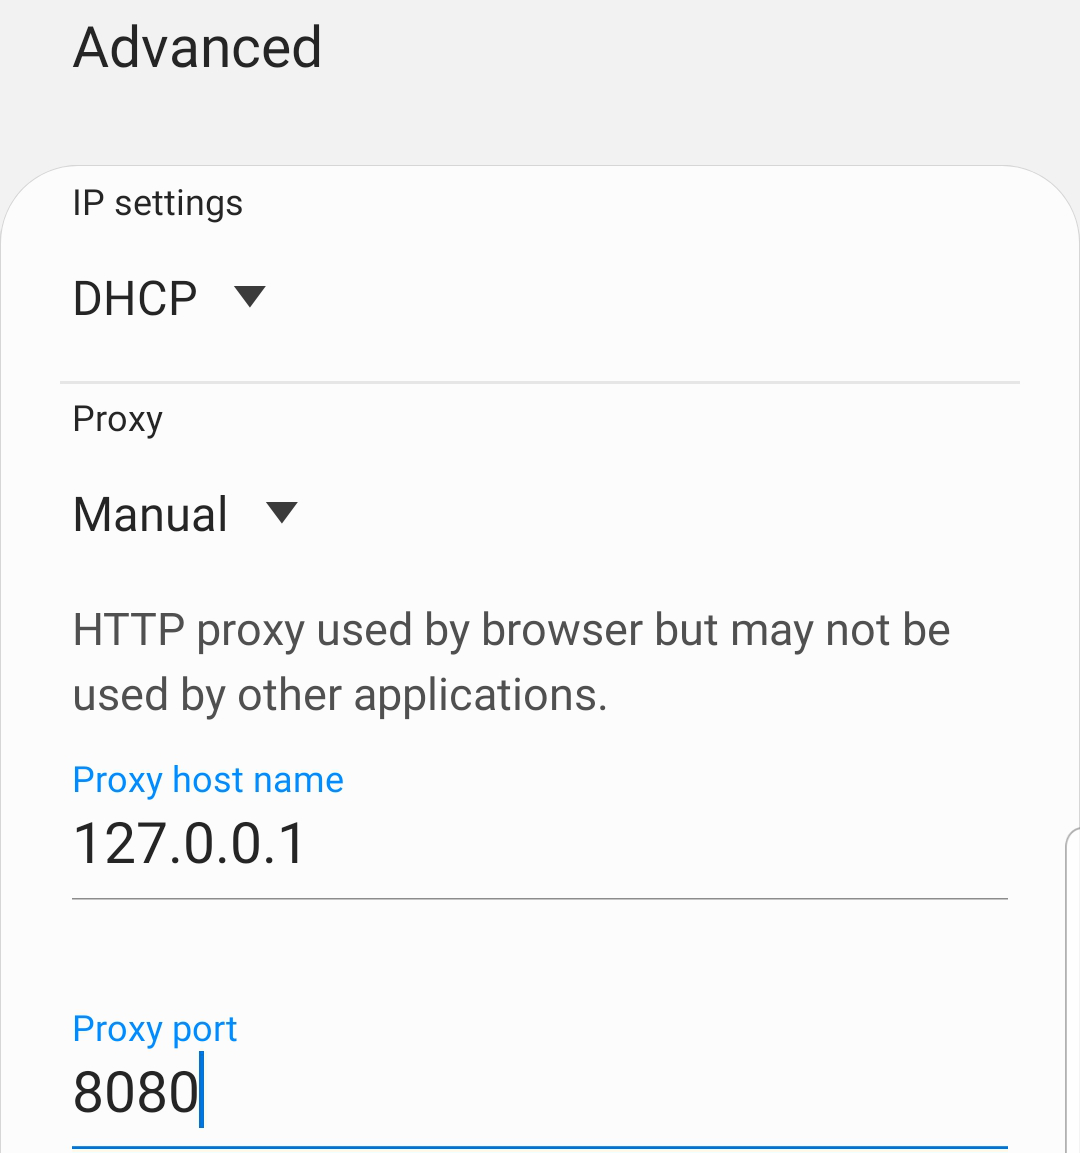 Advanced
IP settings
DHCP
Proxy
Manual
HTTP proxy used by browser but may not be
used by other applications.
Proxy host name
127.0.0.1
Proxy port
8080